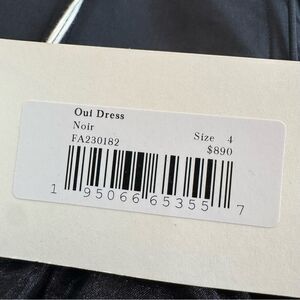 Oui Dress
Noir
FA230182 Size 4
$890
1 95066 65355 7